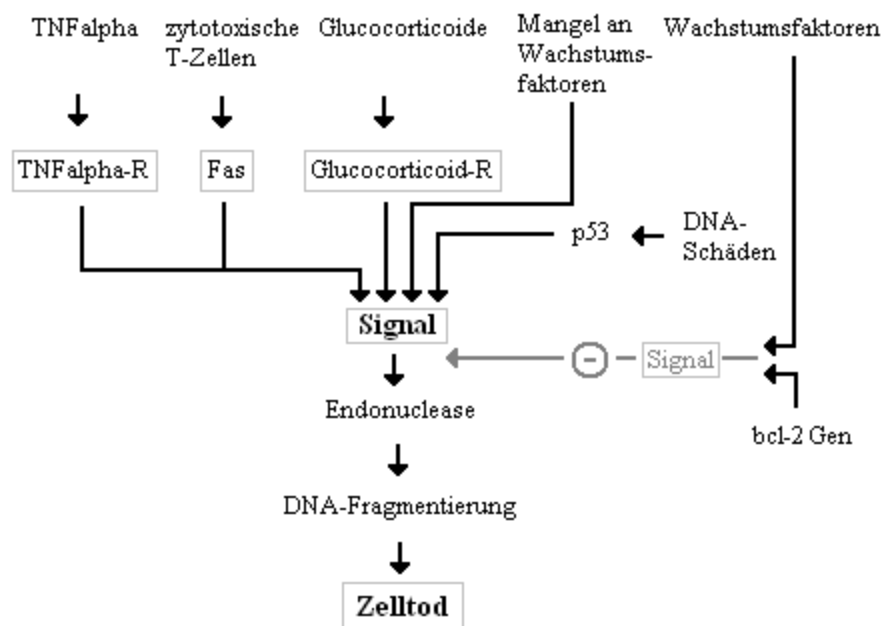 TNFalpha
zytotoxische
T-Zellen
Glucocorticoide
Mangel an
Wachstums-
faktoren
Wachstumsfaktoren
TNFalpha-R
Fas
Glucocorticoid-R
p53
DNA-
Schäden
Signal
-
Signal
Endonuclease
bcl-2 Gen
DNA-Fragmentierung
Zelltod